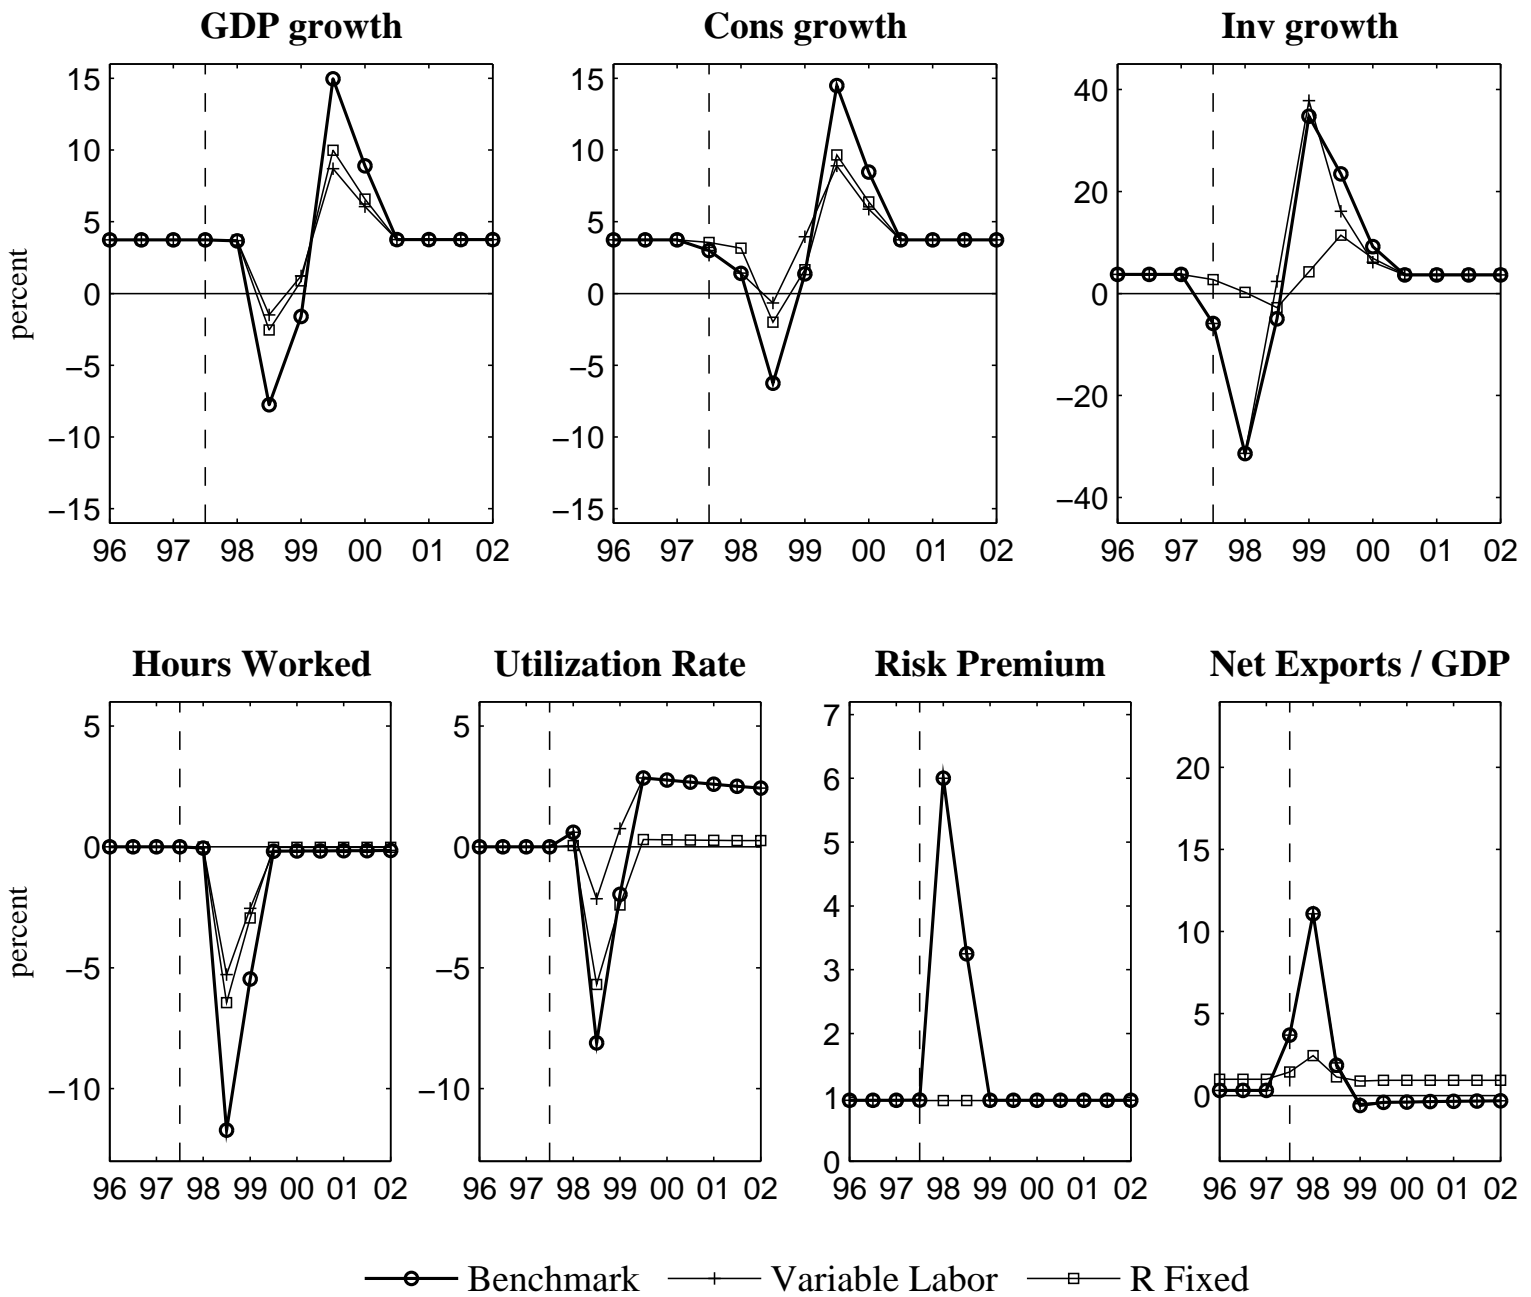 GDP growth
Cons growth
Inv growth
percent
15
10
5
0
−5
−10
−15
96 97 98 99 00 01 02
15
10
5
0
−5
−10
−15
96 97 98 99 00 01 02
40
20
0
−20
−40
96 97 98 99 00 01 02
Hours Worked
Utilization Rate
Risk Premium
Net Exports / GDP
percent
5
0
−5
−10
96 97 98 99 00 01 02
5
0
−5
−10
96 97 98 99 00 01 02
7
6
5
4
3
2
1
0
96 97 98 99 00 01 02
20
15
10
5
0
96 97 98 99 00 01 02
Benchmark
Variable Labor
R Fixed